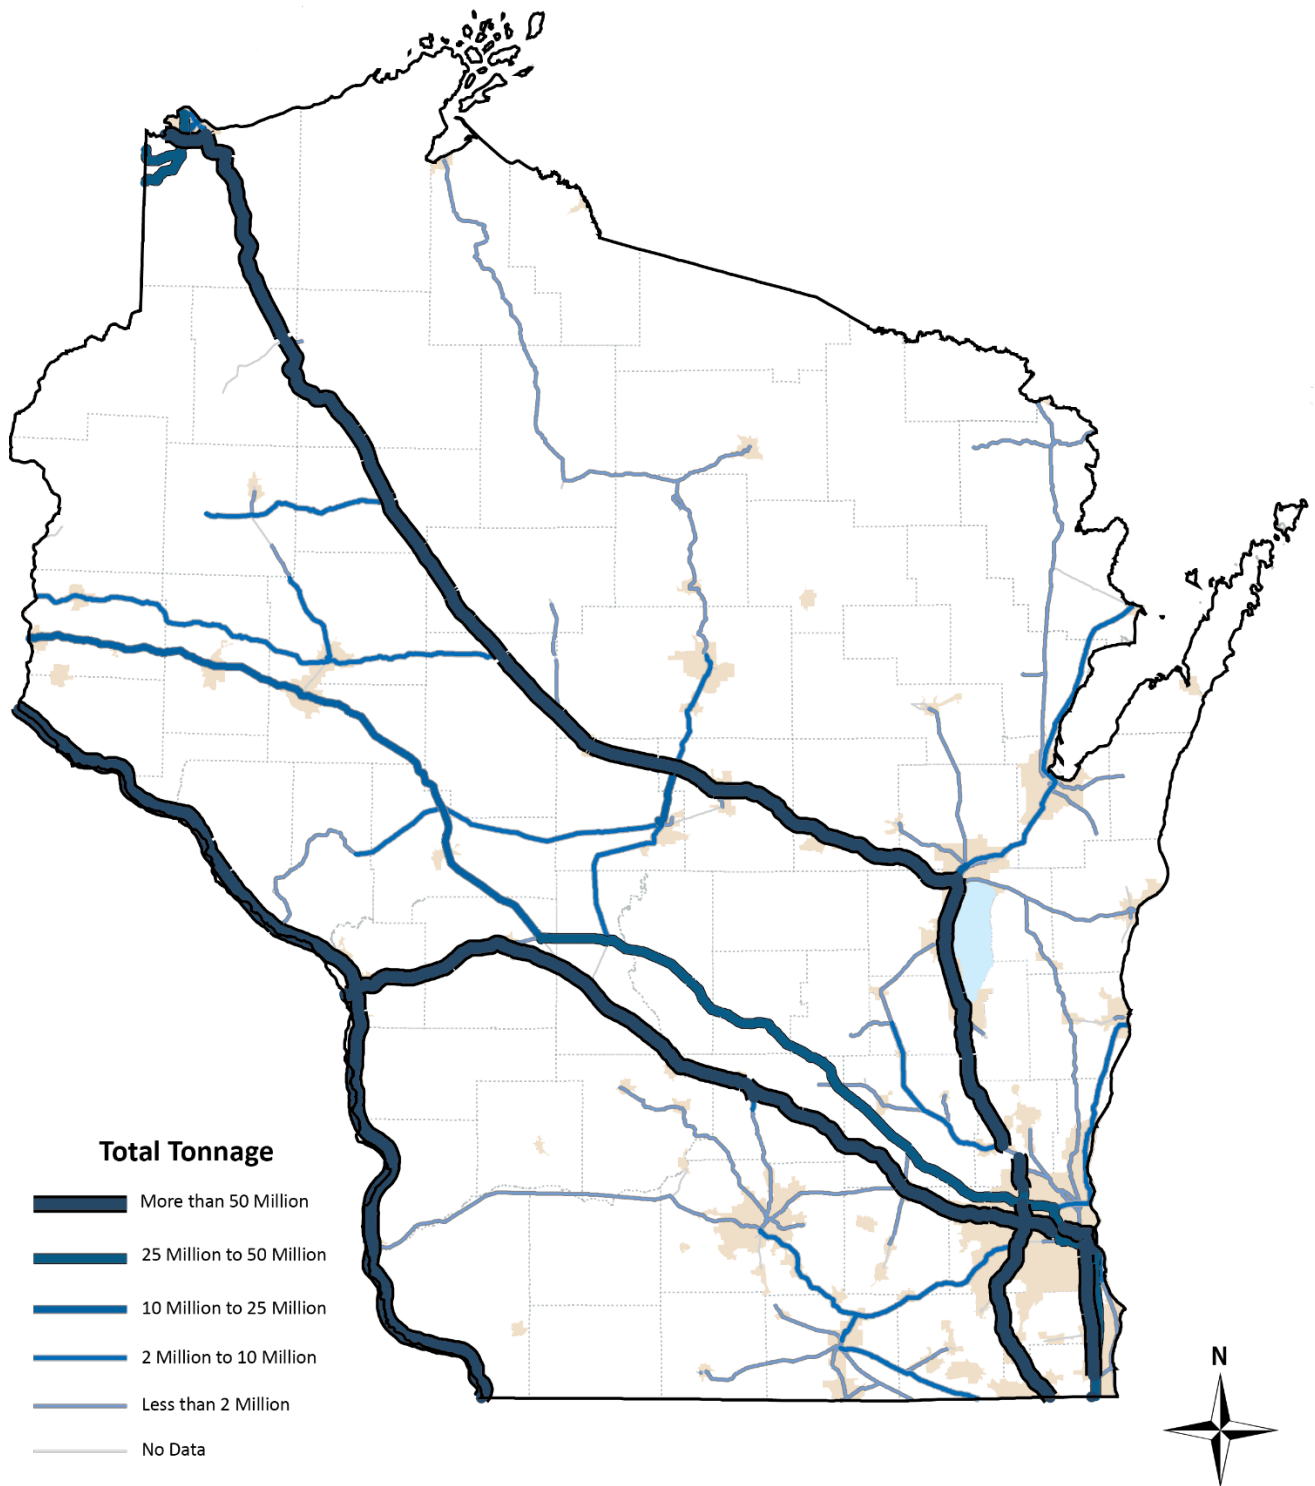 Total Tonnage
More than 50 Million
25 Million to 50 Million
10 Million to 25 Million
2 Million to 10 Million
Less than 2 Million
No Data
N